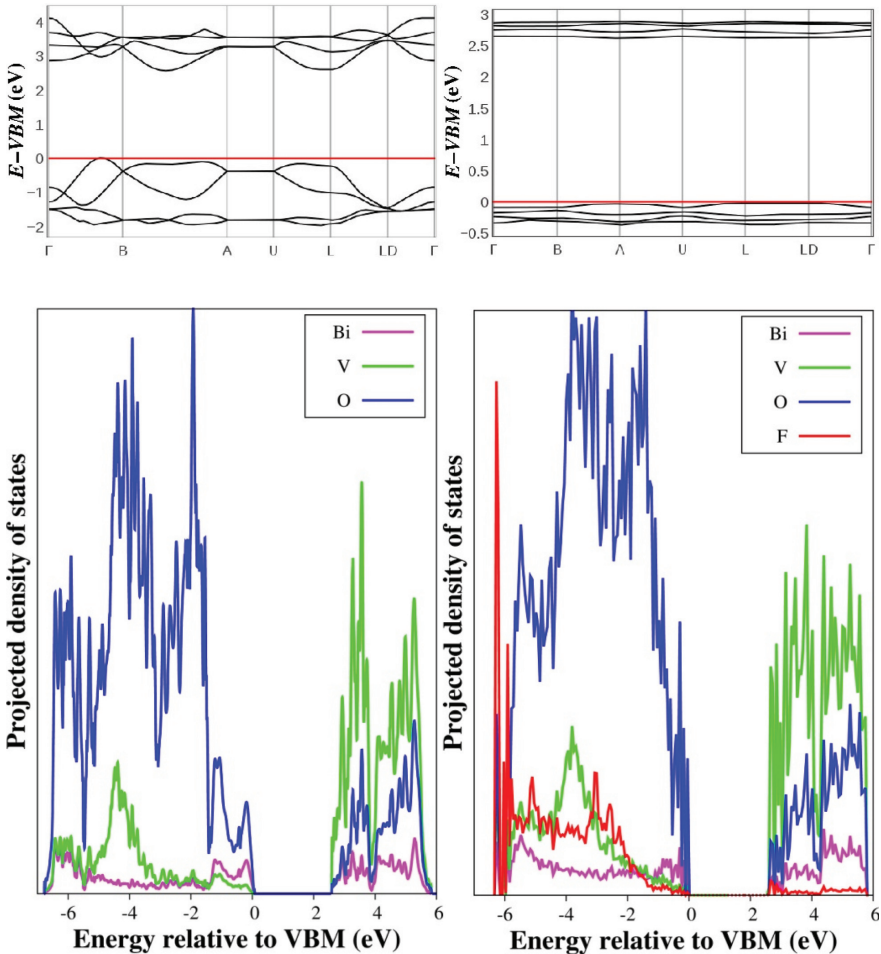 E−VBM (eV)
4
3
2
1
0
−1
−2
Γ B A U L LD Γ
E−VBM (eV)
3
2.5
2
1.5
1
0.5
0
−0.5
Γ B A U L LD Γ
Projected density of states
Bi
V
O
-6 -4 -2 0 2 4 6
Energy relative to VBM (eV)
Projected density of states
Bi
V
O
F
-6 -4 -2 0 2 4 6
Energy relative to VBM (eV)